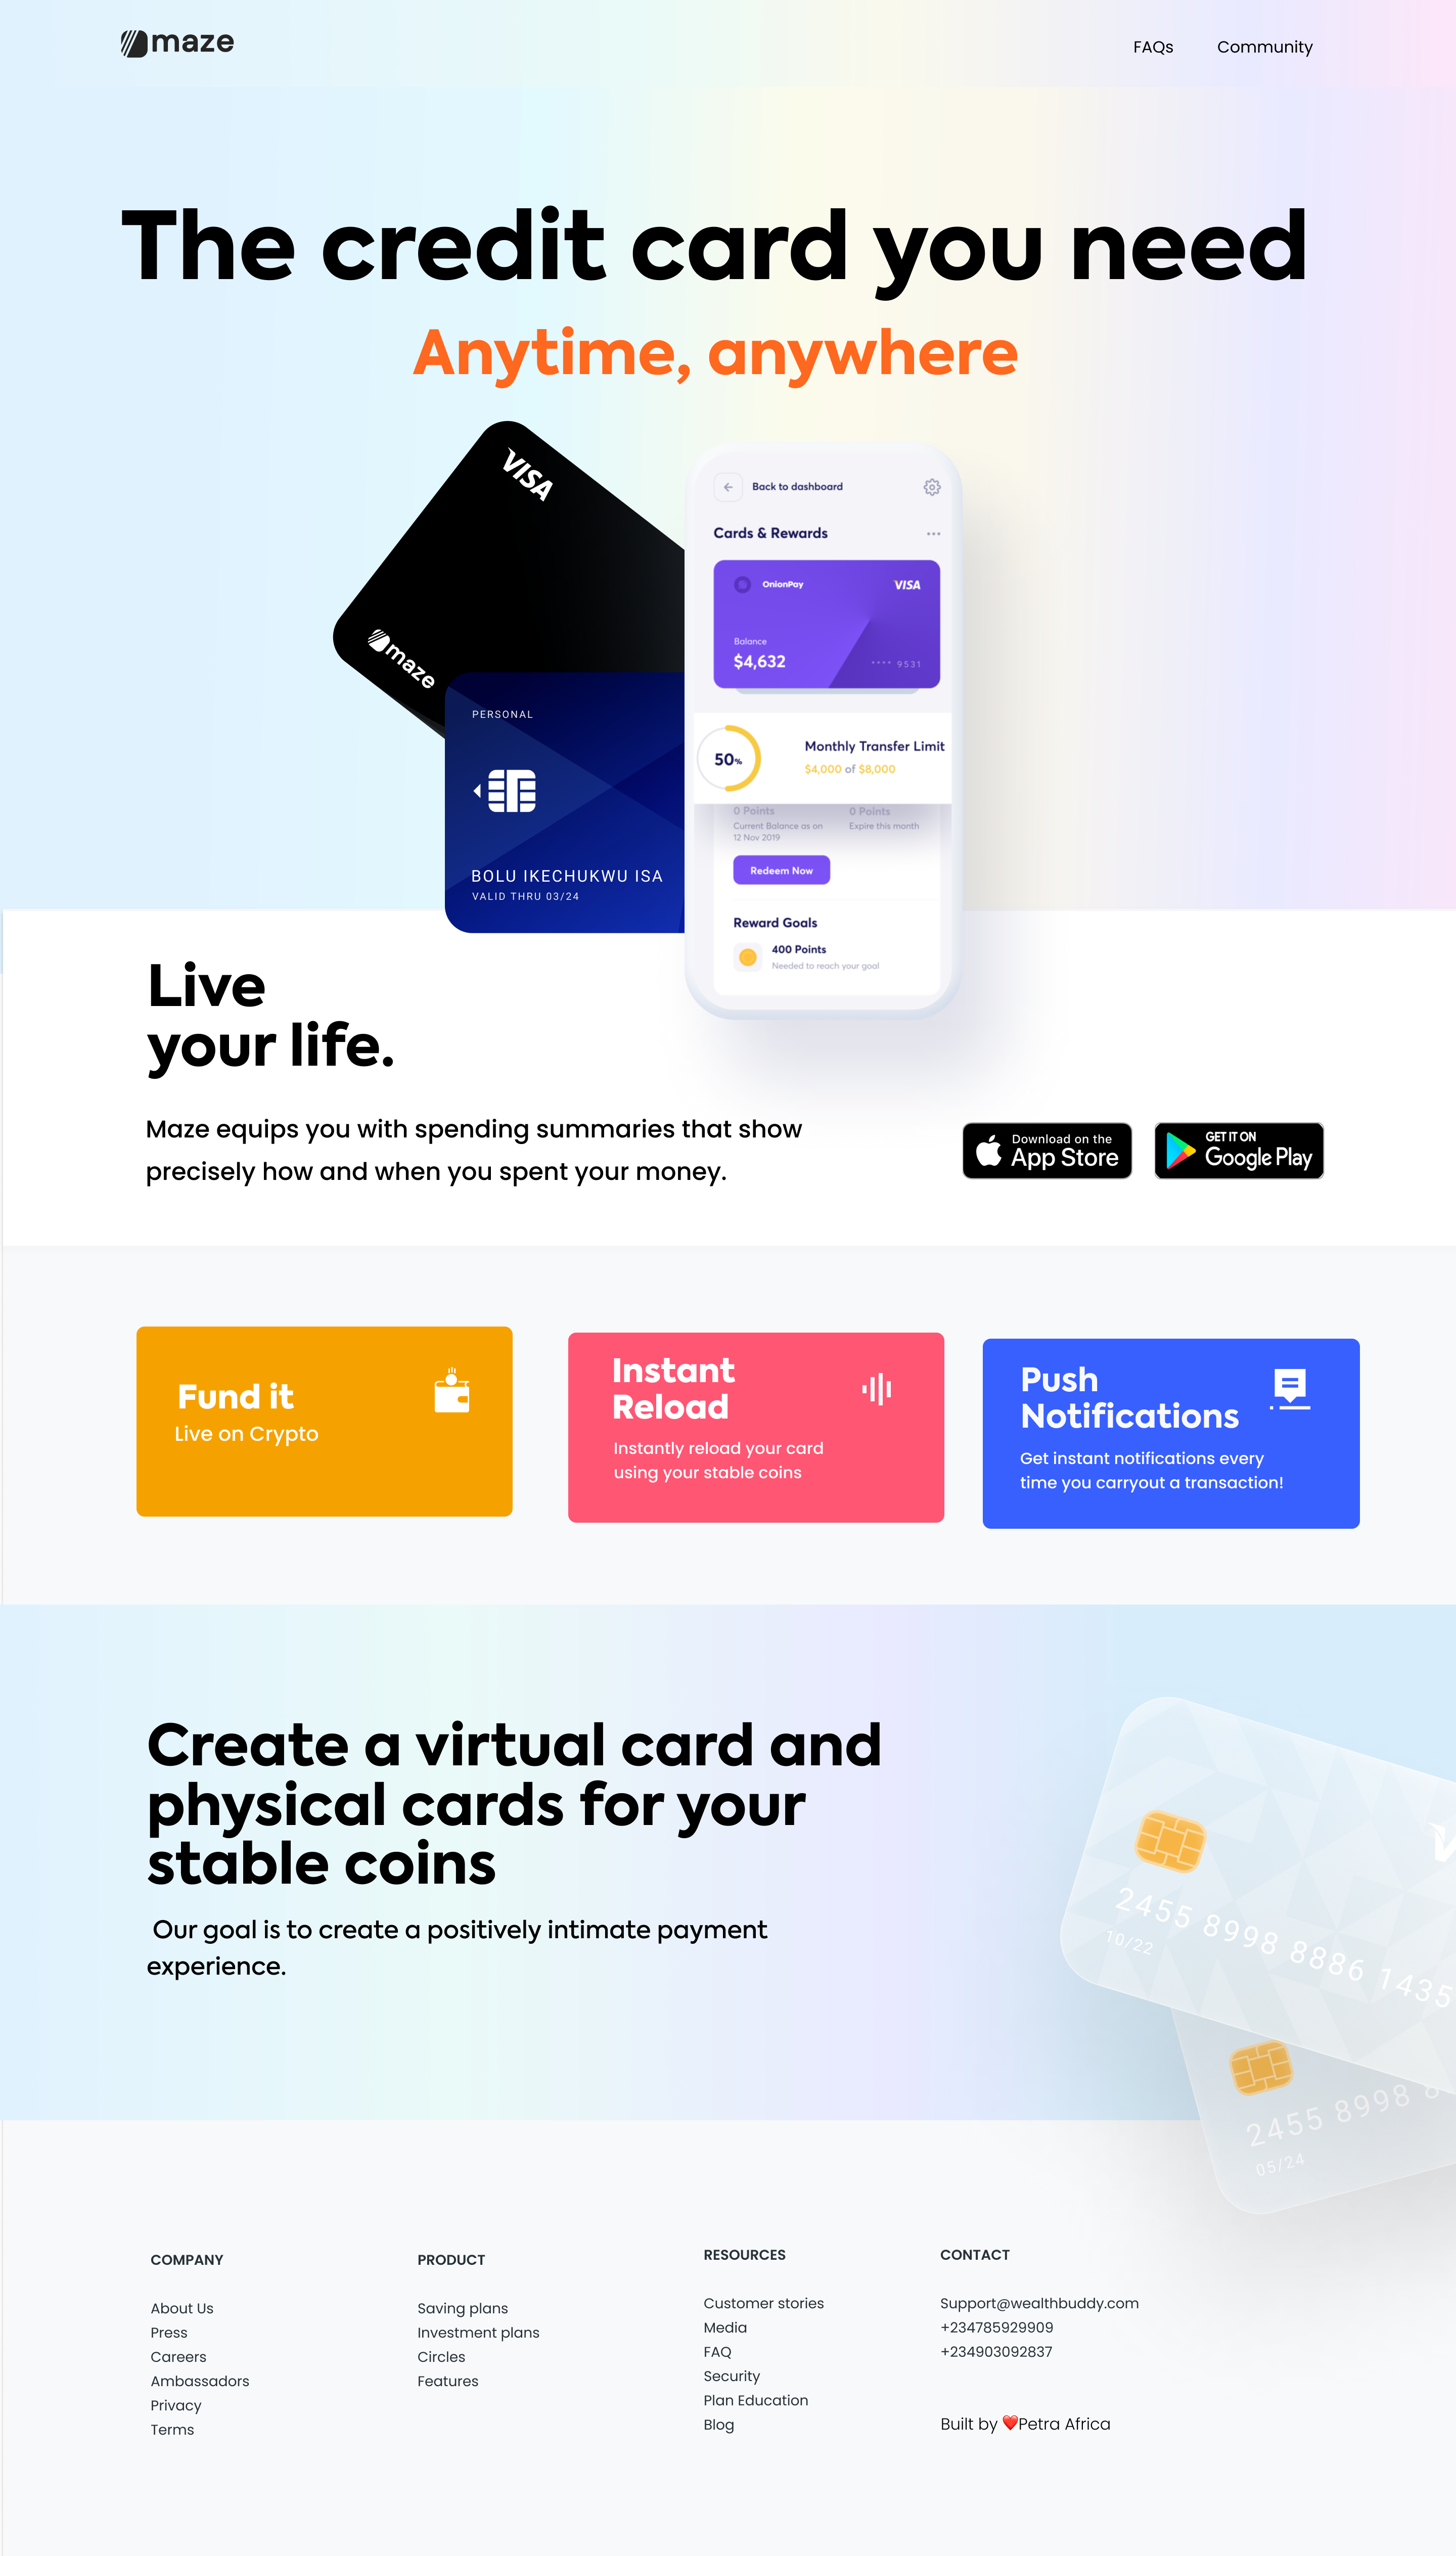 maze
FAQs
Community
The credit card you need
Anytime, anywhere
VISA
maze
PERSONAL
BOLU IKECHUKWU ISA
VALID THRU 03/24
Back to dashboard
Cards & Rewards
OnionPay
VISA
Balance
$4,632
**** 9531
50%
Monthly Transfer Limit
$4,000 of $8,000
0 Points
0 Points
Current Balance as on
12 Nov 2019
Expire this month
Redeem Now
Reward Goals
400 Points
Needed to reach your goal
Live
your life.
Maze equips you with spending summaries that show
precisely how and when you spent your money.
Download on the
App Store
GET IT ON
Google Play
Fund it
Live on Crypto
Instant
Reload
Instantly reload your card
using your stable coins
Push
Notifications
Get instant notifications every
time you carryout a transaction!
Create a virtual card and
physical cards for your
stable coins
Our goal is to create a positively intimate payment
experience.
2455 8998 8886 1435
10/22
2455 8998
05/24
COMPANY
About Us
Press
Careers
Ambassadors
Privacy
Terms
PRODUCT
Saving plans
Investment plans
Circles
Features
RESOURCES
Customer stories
Media
FAQ
Security
Plan Education
Blog
CONTACT
Support@wealthbuddy.com
+234785929909
+234903092837
Built by ❤️Petra Africa